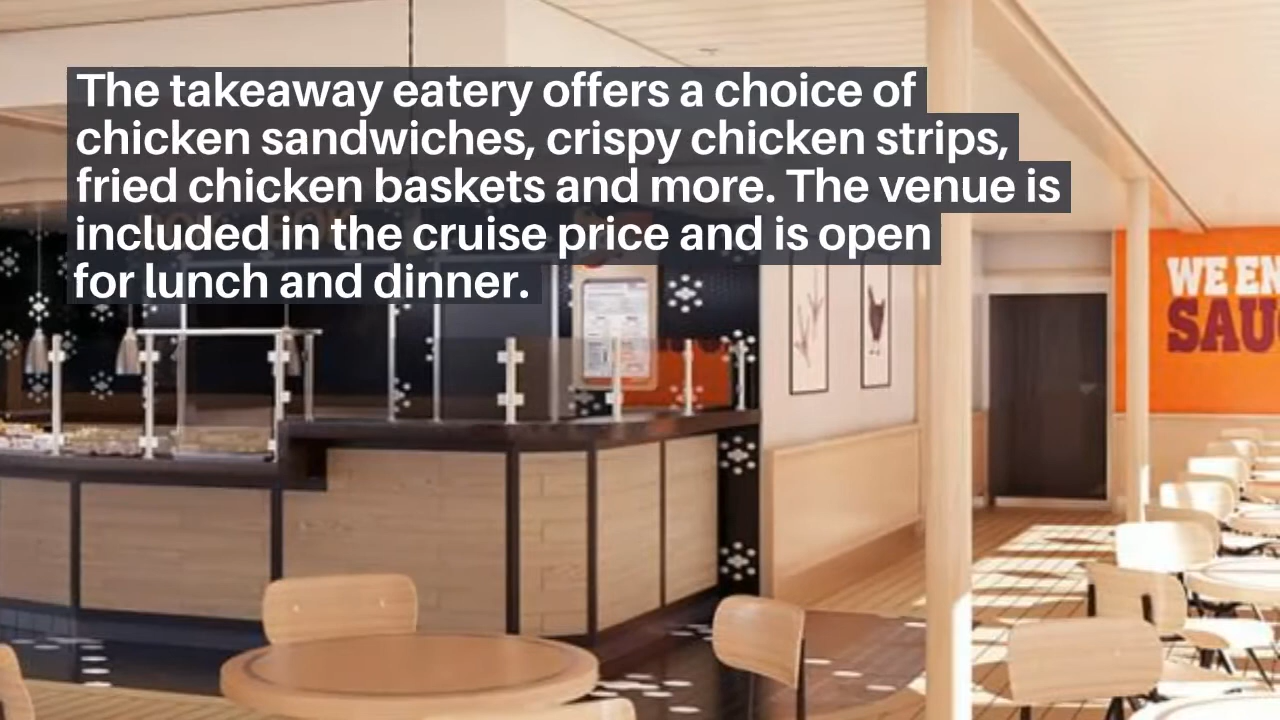 The takeaway eatery offers a choice of
chicken sandwiches, crispy chicken strips,
fried chicken baskets and more. The venue is
included in the cruise price and is open
for lunch and dinner.
WE EN
SAU